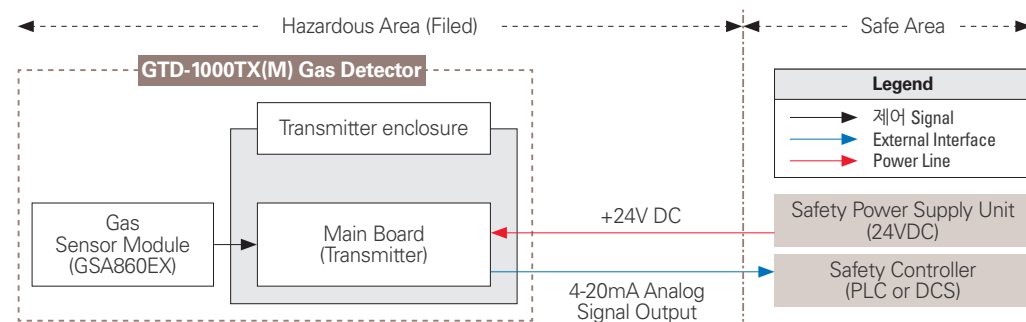 Hazardous Area (Filed)
Safe Area
GTD-1000TX(M) Gas Detector
Transmitter enclosure
Gas
Sensor Module
(GSA860EX)
Main Board
(Transmitter)
+24V DC
4-20mA Analog
Signal Output
Legend
제어 Signal
External Interface
Power Line
Safety Power Supply Unit
(24VDC)
Safety Controller
(PLC or DCS)